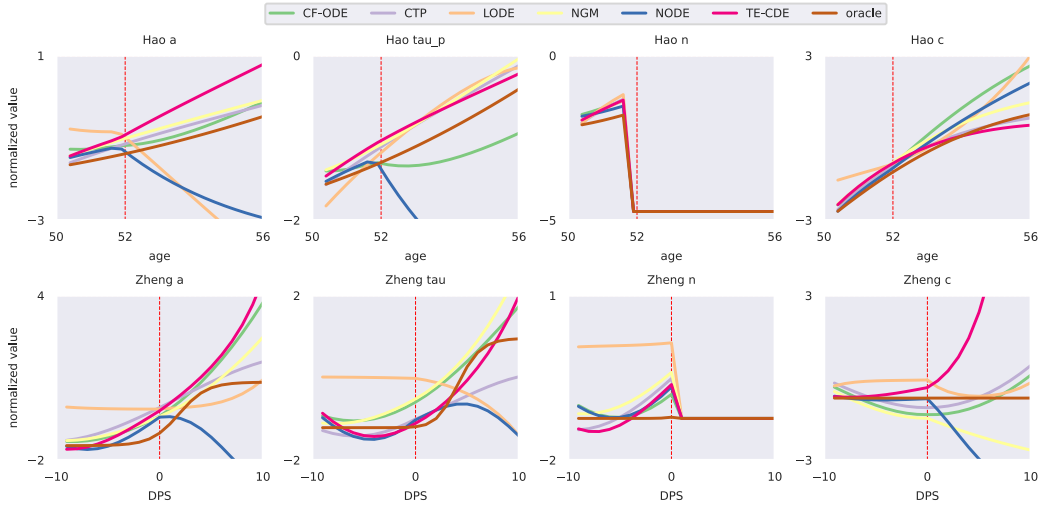 CF-ODE CTP LODE NGM NODE TE-CDE oracle
Hao a Hao tau_p Hao n Hao c
1 0 0 3
normalized value
−3 −2 −5 −3
50 52 56 50 52 56 50 52 56 50 52 56
age age age age
Zheng a Zheng tau Zheng n Zheng c
4 2 1 3
normalized value
−2 −2 −2 −3
−10 0 10 −10 0 10 −10 0 10 −10 0 10
DPS DPS DPS DPS